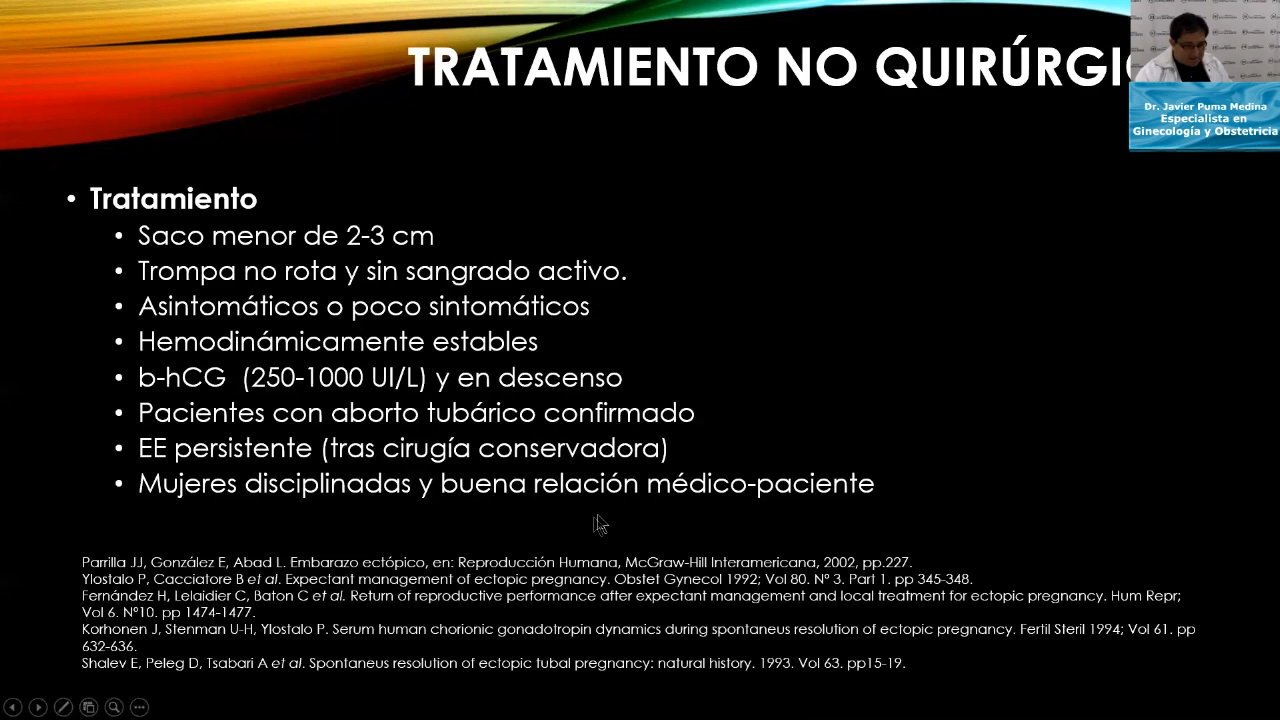 TRATAMIENTO NO QUIRÚRGI
Dr. Javier Puma Medina
Especialista en
Ginecología y Obstetricia
• Tratamiento
• Saco menor de 2-3 cm
• Trompa no rota y sin sangrado activo.
• Asintomáticos o poco sintomáticos
• Hemodinámicamente estables
• b-hCG (250-1000 UI/L) y en descenso
• Pacientes con aborto tubárico confirmado
• EE persistente (tras cirugía conservadora)
• Mujeres disciplinadas y buena relación médico-paciente
Parrilla JJ, González E, Abad L. Embarazo ectópico, en: Reproducción Humana, McGraw-Hill Interamericana, 2002, pp.227.
Ylostalo P, Cacciatore B et al. Expectant management of ectopic pregnancy. Obstet Gynecol 1992; Vol 80. Nº 3. Part 1. pp 345-348.
Fernández H, Lelaidier C, Baton C et al. Return of reproductive performance after expectant management and local treatment for ectopic pregnancy. Hum Repr;
Vol 6. Nº10. pp 1474-1477.
Korhonen J, Stenman U-H, Ylostalo P. Serum human chorionic gonadotropin dynamics during spontaneus resolution of ectopic pregnancy. Fertil Steril 1994; Vol 61. pp
632-636.
Shalev E, Peleg D, Tsabari A et al. Spontaneus resolution of ectopic tubal pregnancy: natural history. 1993. Vol 63. pp15-19.